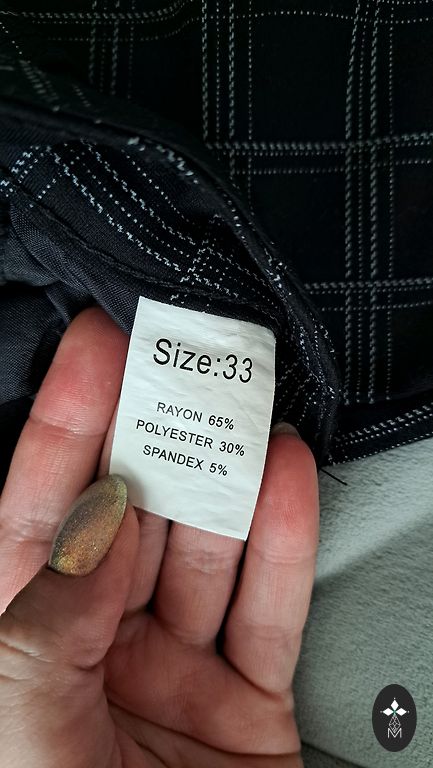 Size:33
RAYON 65%
POLYESTER 30%
SPANDEX 5%